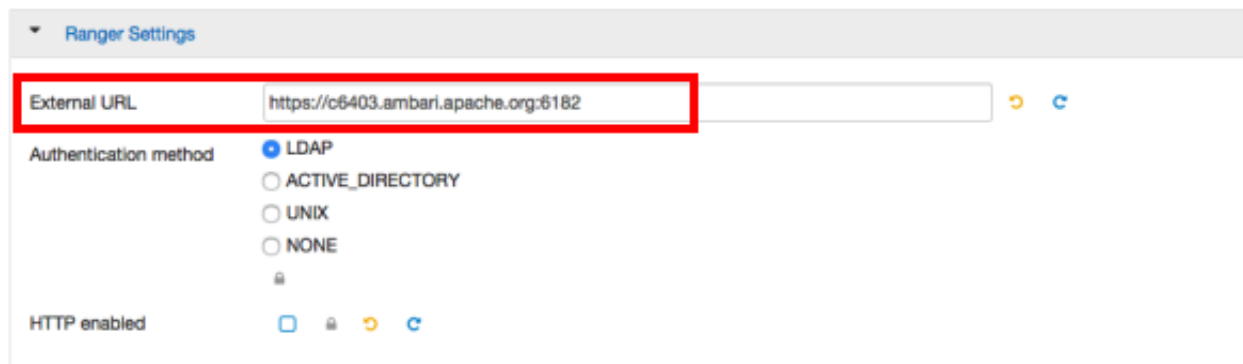 Ranger Settings
External URL https://c6403.ambari.apache.org:6182
Authentication method LDAP
ACTIVE_DIRECTORY
UNIX
NONE
HTTP enabled